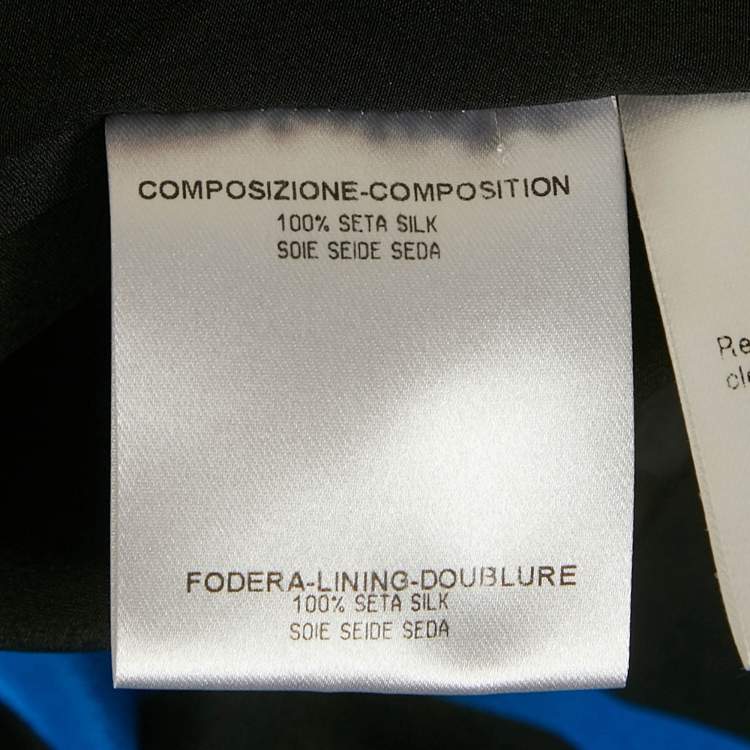 COMPOSIZIONE-COMPOSITION
100% SETA SILK
SOIE SEIDE SEDA
FODERA-LINING-DOUBLURE
100% SETA SILK
SOIE SEIDE SEDA